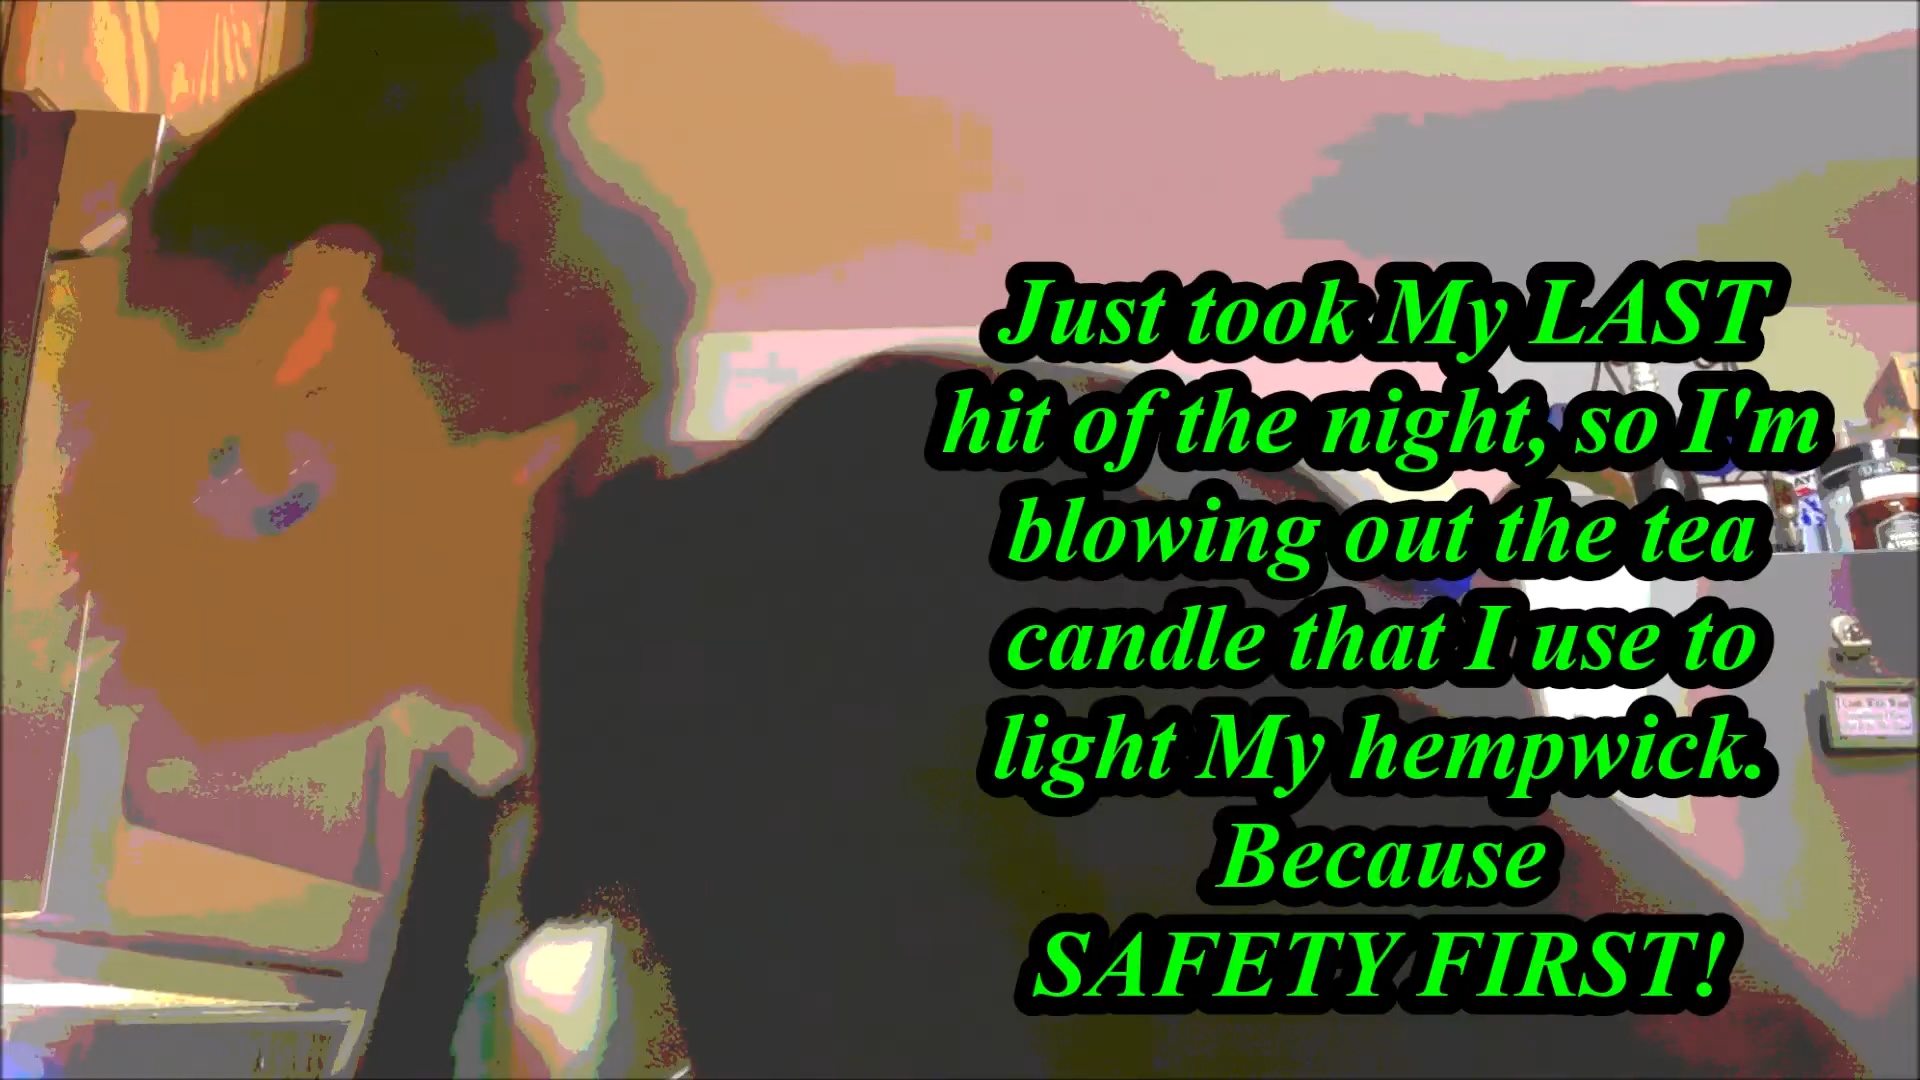 Just took My LAST
hit of the night, so I'm
blowing out the tea
candle that I use to
light My hempwick.
Because
SAFETY FIRST!